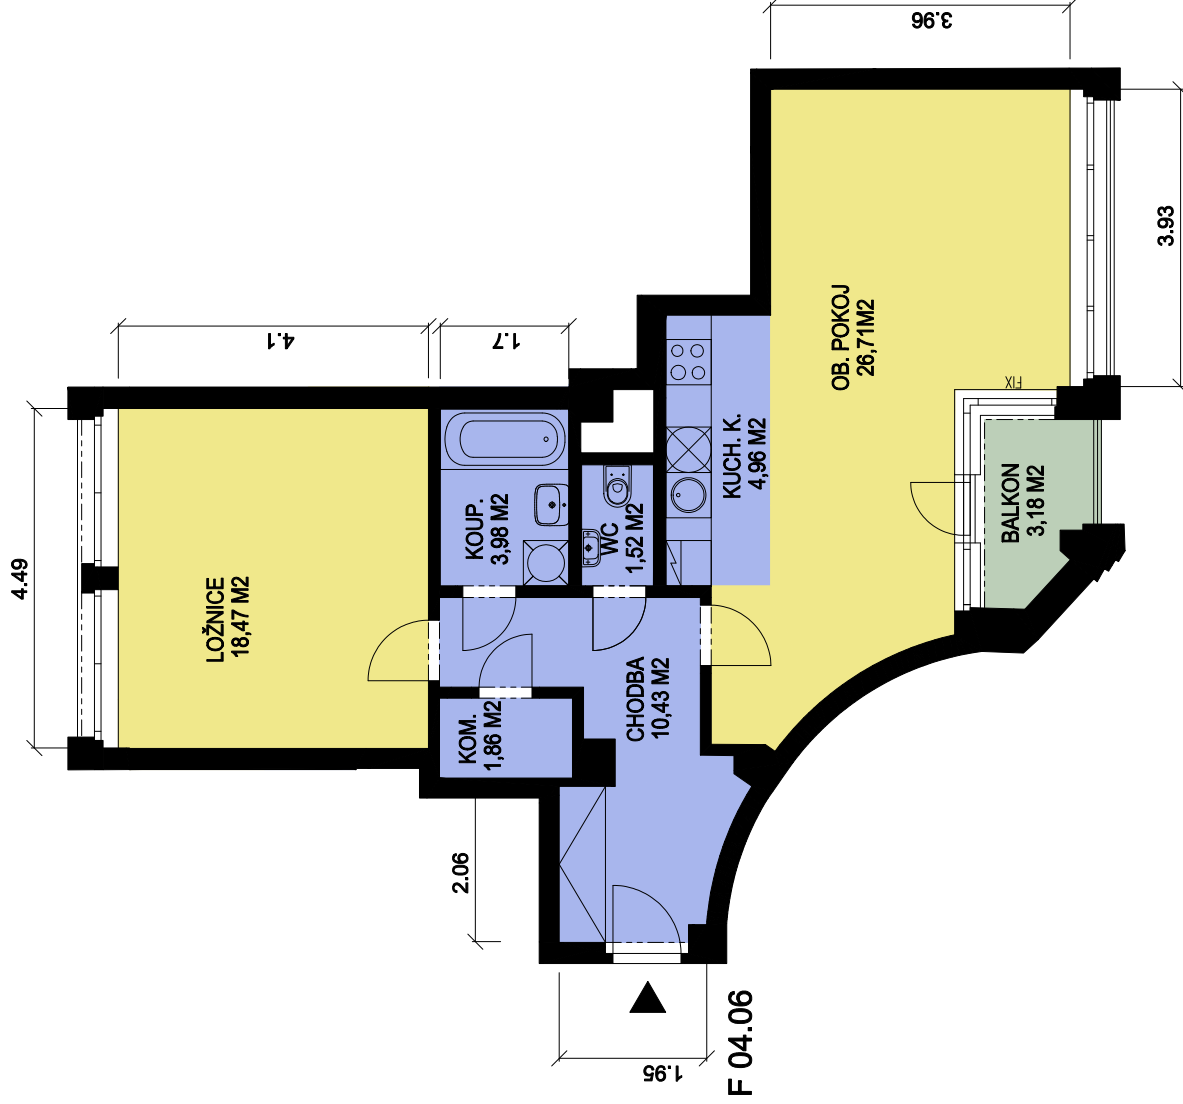 3.96
3.93
4.1
1.7
4.49
LOŽNICE
18,47 M2
KOUP.
3,98 M2
WC
1,52 M2
KUCH. K.
4,96 M2
OB. POKOJ
26,71M2
FIX
BALKON
3,18 M2
KOM.
1,86 M2
CHODBA
10,43 M2
2.06
1.95
F 04.06